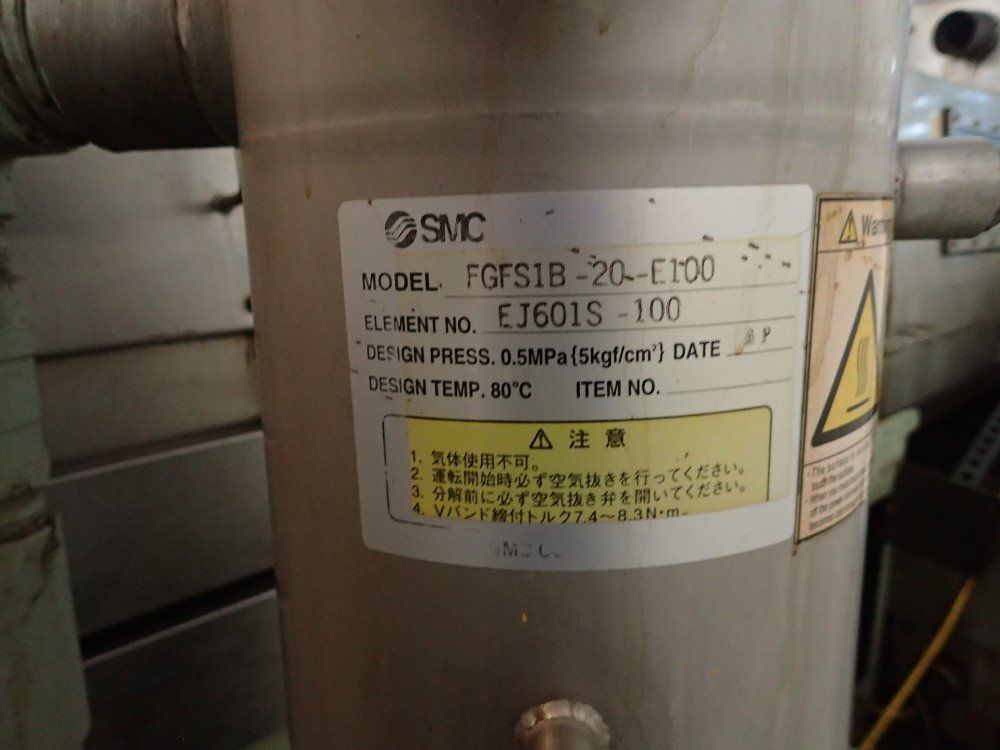 SMC
MODEL. FGFS1B-20--E100
ELEMENT NO. EJ601S-100
DESIGN PRESS. 0.5MPa{5kgf/cm²} DATE AP
DESIGN TEMP. 80°C ITEM NO.
⚠ 注意
1. 気体使用不可。
2. 運転開始時必ず空気抜きを行ってください。
3. 分解前に必ず空気抜き弁を開いてください。
4. Vバンド締付トルク7.4～8.3N·m。
SMC
Warn